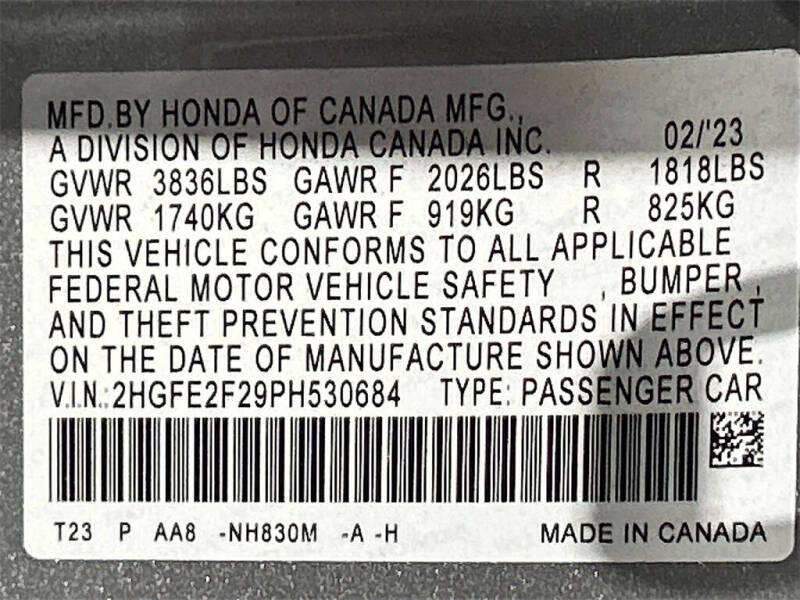 MFD.BY HONDA OF CANADA MFG.,
A DIVISION OF HONDA CANADA INC. 02/'23
GVWR 3836LBS GAWR F 2026LBS R 1818LBS
GVWR 1740KG GAWR F 919KG R 825KG
THIS VEHICLE CONFORMS TO ALL APPLICABLE
FEDERAL MOTOR VEHICLE SAFETY , BUMPER ,
AND THEFT PREVENTION STANDARDS IN EFFECT
ON THE DATE OF MANUFACTURE SHOWN ABOVE.
V.I.N.:2HGFE2F29PH530684 TYPE: PASSENGER CAR
T23 P AA8 -NH830M -A -H MADE IN CANADA